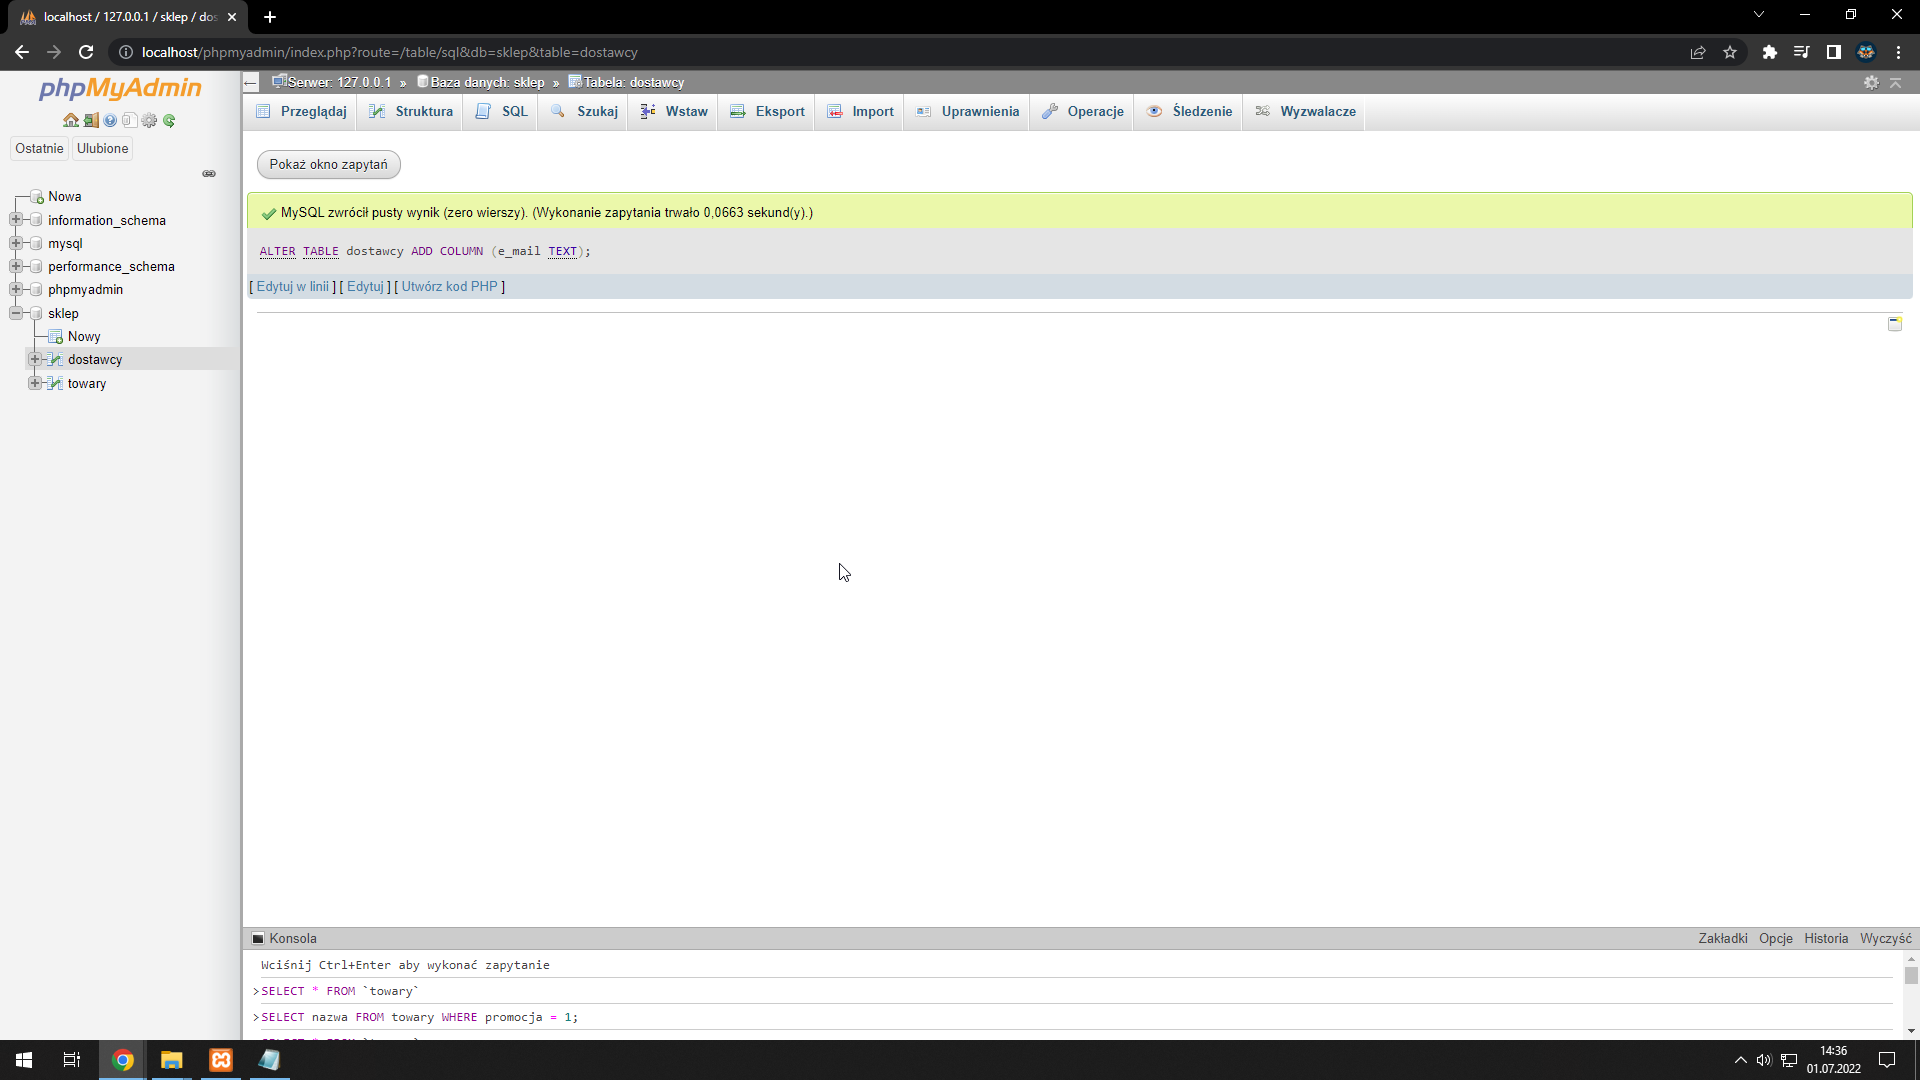 localhost / 127.0.0.1 / sklep / dos
localhost/phpmyadmin/index.php?route=/table/sql&db=sklep&table=dostawcy
phpMyAdmin
Ostatnie Ulubione
Nowa
information_schema
mysql
performance_schema
phpmyadmin
sklep
Nowy
dostawcy
towary
Serwer: 127.0.0.1 » Baza danych: sklep » Tabela: dostawcy
Przeglądaj Struktura SQL Szukaj Wstaw Eksport Import Uprawnienia Operacje Śledzenie Wyzwalacze
Pokaż okno zapytań
MySQL zwrócił pusty wynik (zero wierszy). (Wykonanie zapytania trwało 0,0663 sekund(y).)
ALTER TABLE dostawcy ADD COLUMN (e_mail TEXT);
[ Edytuj w linii ] [ Edytuj ] [ Utwórz kod PHP ]
Konsola Zakładki Opcje Historia Wyczyść
Wciśnij Ctrl+Enter aby wykonać zapytanie
>SELECT * FROM `towary`
>SELECT nazwa FROM towary WHERE promocja = 1;
14:36
01.07.2022